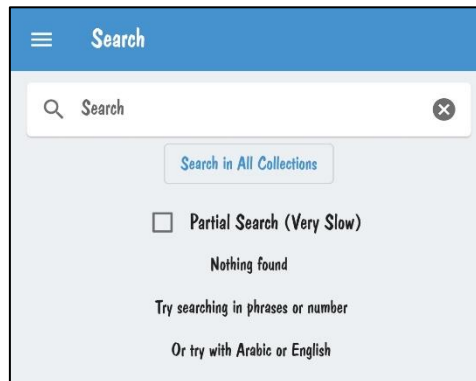 Search
Search
Search in All Collections
Partial Search (Very Slow)
Nothing found
Try searching in phrases or number
Or try with Arabic or English